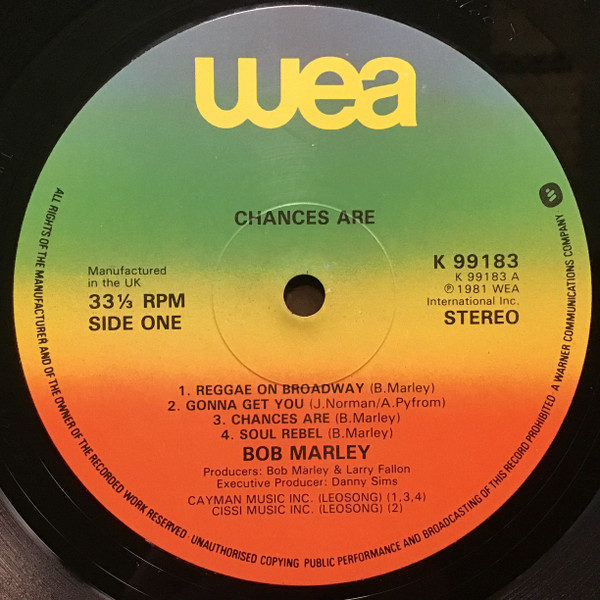 wea
CHANCES ARE
Manufactured
in the UK
33⅓ RPM
SIDE ONE
K 99183
K 99183 A
℗ 1981 WEA
International Inc.
STEREO
1. REGGAE ON BROADWAY (B.Marley)
2. GONNA GET YOU (J.Norman/A.Pyfrom)
3. CHANCES ARE (B.Marley)
4. SOUL REBEL (B.Marley)
BOB MARLEY
Producers: Bob Marley & Larry Fallon
Executive Producer: Danny Sims
CAYMAN MUSIC INC. (LEOSONG) (1,3,4)
CISSI MUSIC INC. (LEOSONG) (2)
ALL RIGHTS OF THE MANUFACTURER AND OF THE OWNER OF THE RECORDED WORK RESERVED · UNAUTHORISED COPYING PUBLIC PERFORMANCE AND BROADCASTING OF THIS RECORD PROHIBITED · A WARNER COMMUNICATIONS COMPANY